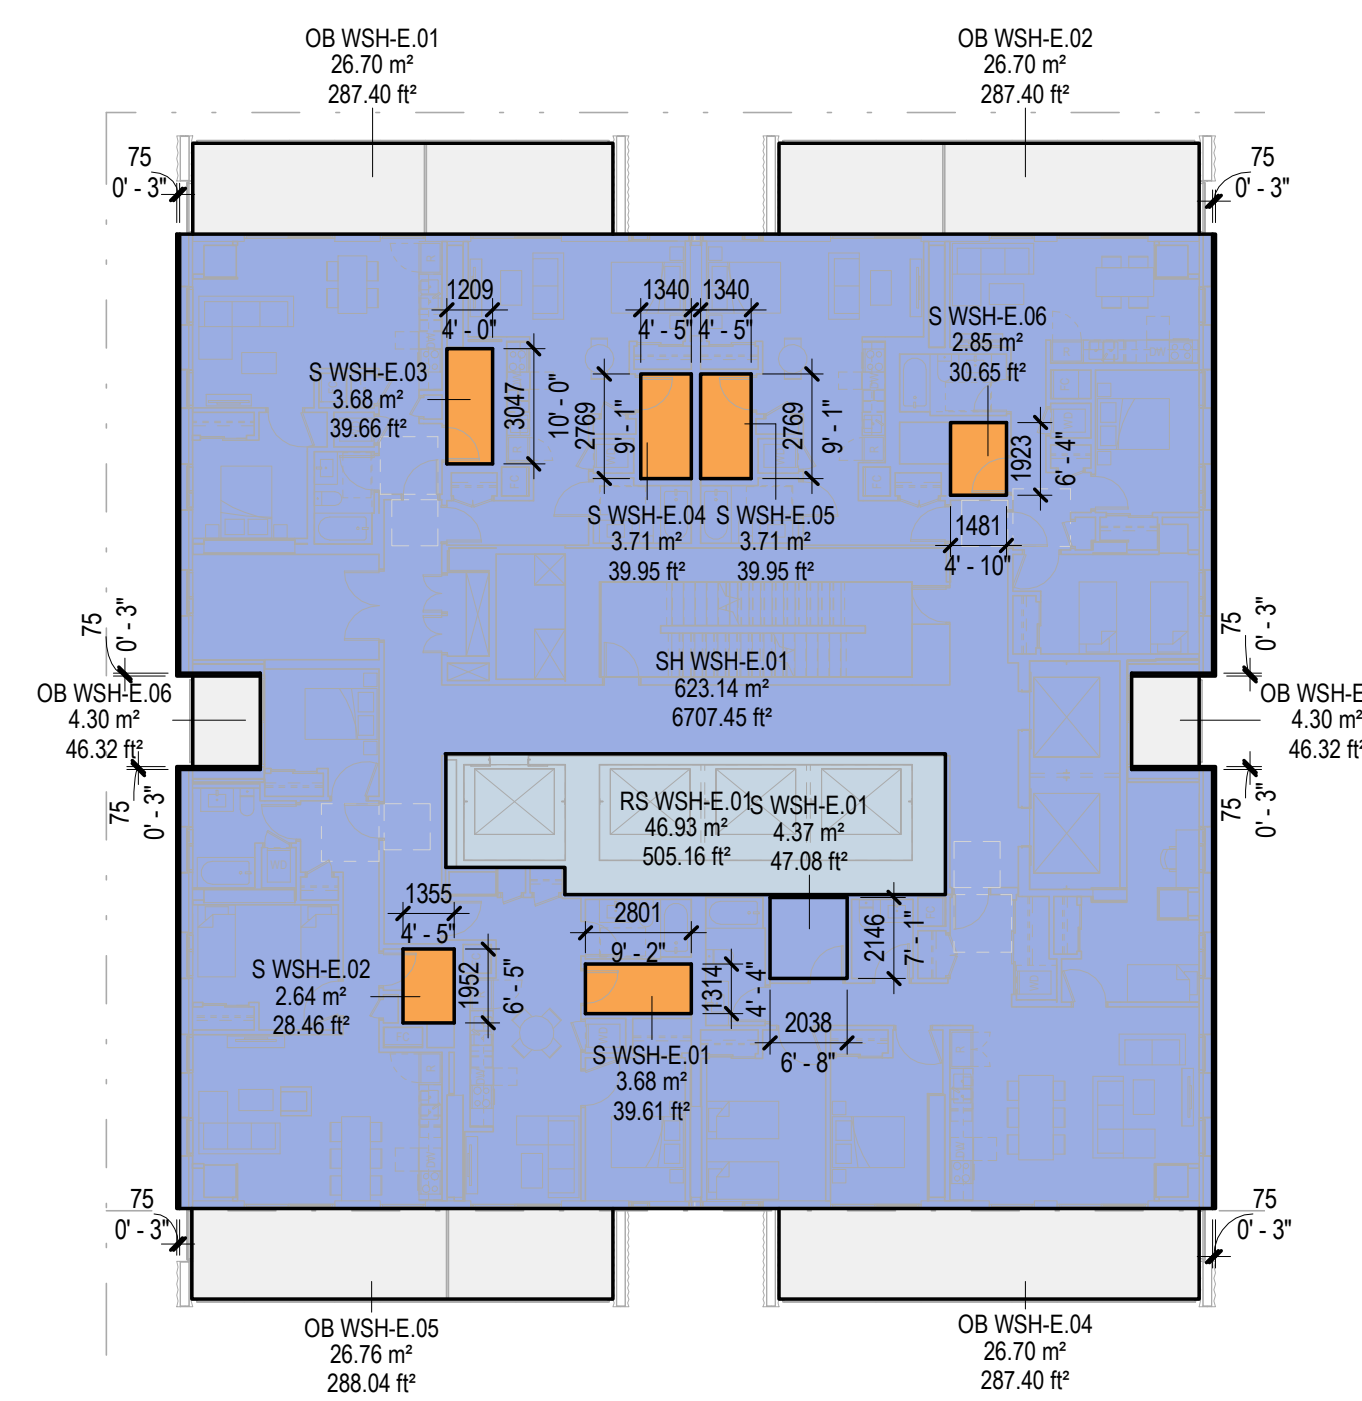 OB WSH-E.01
26.70 m²
287.40 ft²
OB WSH-E.02
26.70 m²
287.40 ft²
75
0' - 3"
75
0' - 3"
1209
4' - 0"
1340
4' - 5"
1340
4' - 5"
S WSH-E.06
2.85 m²
30.65 ft²
S WSH-E.03
3.68 m²
39.66 ft²
3047
10' - 0"
2769
9' - 1"
2769
9' - 1"
1923
6' - 4"
S WSH-E.04
3.71 m²
39.95 ft²
S WSH-E.05
3.71 m²
39.95 ft²
1481
4' - 10"
75
0' - 3"
75
0' - 3"
SH WSH-E.01
623.14 m²
6707.45 ft²
OB WSH-E.06
4.30 m²
46.32 ft²
OB WSH-E
4.30 m²
46.32 ft²
75
0' - 3"
75
0' - 3"
RS WSH-E.01
46.93 m²
505.16 ft²
S WSH-E.01
4.37 m²
47.08 ft²
1355
4' - 5"
2801
9' - 2"
2146
7' - 1"
S WSH-E.02
2.64 m²
28.46 ft²
1952
6' - 5"
1314
4' - 4"
2038
6' - 8"
S WSH-E.01
3.68 m²
39.61 ft²
75
0' - 3"
75
0' - 3"
OB WSH-E.05
26.76 m²
288.04 ft²
OB WSH-E.04
26.70 m²
287.40 ft²